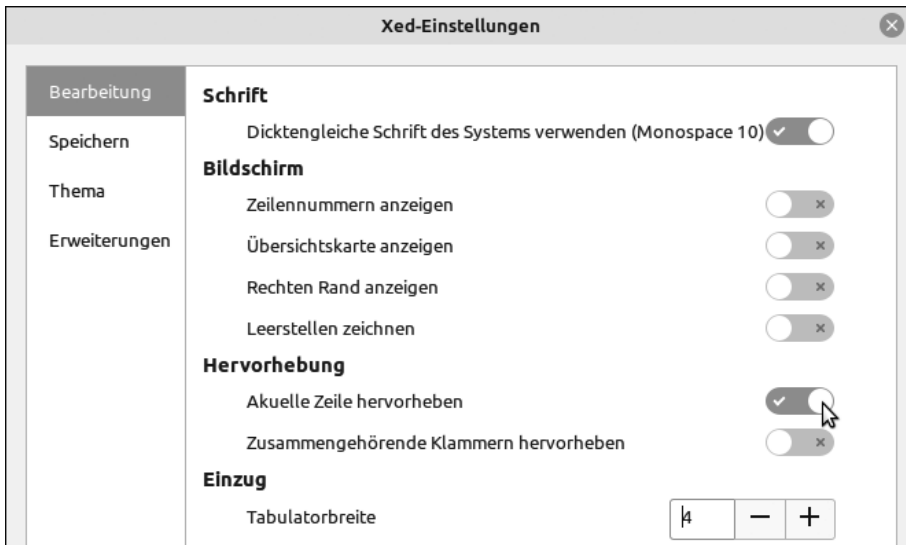 Xed-Einstellungen
Bearbeitung
Speichern
Thema
Erweiterungen
Schrift
Dicktengleiche Schrift des Systems verwenden (Monospace 10)
Bildschirm
Zeilennummern anzeigen
Übersichtskarte anzeigen
Rechten Rand anzeigen
Leerstellen zeichnen
Hervorhebung
Akuelle Zeile hervorheben
Zusammengehörende Klammern hervorheben
Einzug
Tabulatorbreite 4